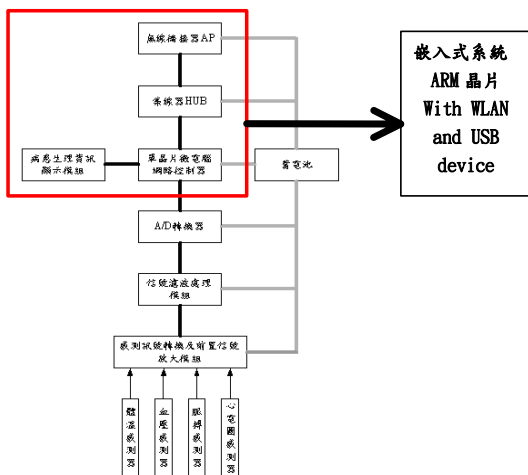 無線橋接器AP
集線器HUB
病患生理資訊
顯示模組
單晶片微電腦
網路控制器
蓄電池
A/D轉換器
信號濾波處理
模組
感測訊號轉換及前置信號
放大模組
體溫感測器
血壓感測器
脈搏感測器
心電圖感測器
嵌入式系統
ARM 晶片
With WLAN
and USB
device